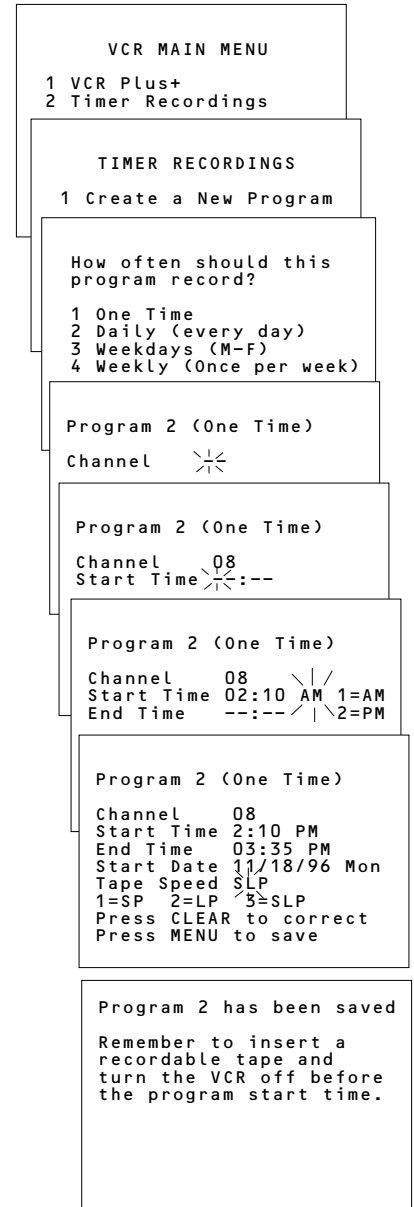 VCR MAIN MENU
1 VCR Plus+
2 Timer Recordings
TIMER RECORDINGS
1 Create a New Program
How often should this
program record?
1 One Time
2 Daily (every day)
3 Weekdays (M-F)
4 Weekly (Once per week)
Program 2 (One Time)
Channel --
Program 2 (One Time)
Channel 08
Start Time --:--
Program 2 (One Time)
Channel 08
Start Time 02:10 AM 1=AM
End Time --:-- 2=PM
Program 2 (One Time)
Channel 08
Start Time 2:10 PM
End Time 03:35 PM
Start Date 11/18/96 Mon
Tape Speed SLP
1=SP 2=LP 3=SLP
Press CLEAR to correct
Press MENU to save
Program 2 has been saved
Remember to insert a
recordable tape and
turn the VCR off before
the program start time.